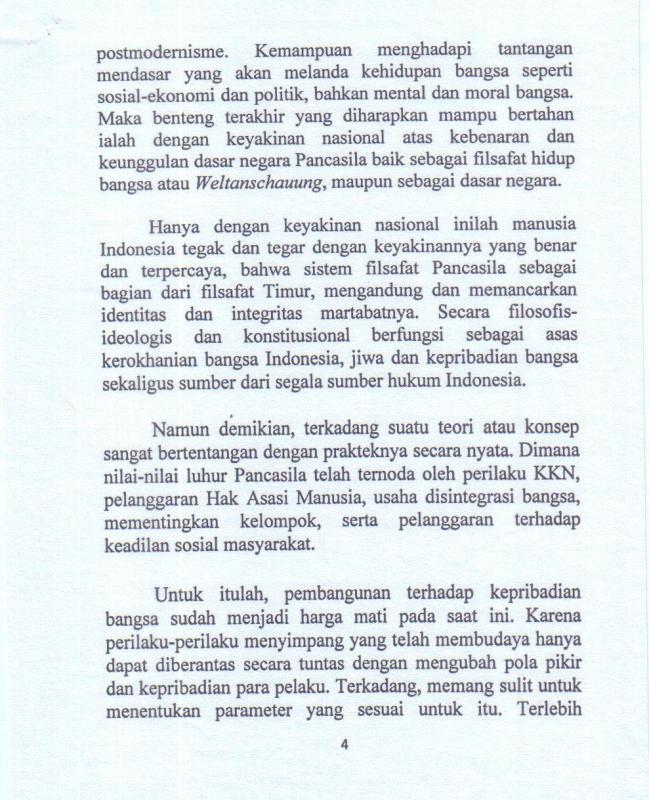 postmodernisme. Kemampuan menghadapi tantangan
mendasar yang akan melanda kehidupan bangsa seperti
sosial-ekonomi dan politik, bahkan mental dan moral bangsa.
Maka benteng terakhir yang diharapkan mampu bertahan
ialah dengan keyakinan nasional atas kebenaran dan
keunggulan dasar negara Pancasila baik sebagai filsafat hidup
bangsa atau Weltanschauung, maupun sebagai dasar negara.
Hanya dengan keyakinan nasional inilah manusia
Indonesia tegak dan tegar dengan keyakinannya yang benar
dan terpercaya, bahwa sistem filsafat Pancasila sebagai
bagian dari filsafat Timur, mengandung dan memancarkan
identitas dan integritas martabatnya. Secara filosofis-
ideologis dan konstitusional berfungsi sebagai asas
kerokhanian bangsa Indonesia, jiwa dan kepribadian bangsa
sekaligus sumber dari segala sumber hukum Indonesia.
Namun demikian, terkadang suatu teori atau konsep
sangat bertentangan dengan prakteknya secara nyata. Dimana
nilai-nilai luhur Pancasila telah ternoda oleh perilaku KKN,
pelanggaran Hak Asasi Manusia, usaha disintegrasi bangsa,
mementingkan kelompok, serta pelanggaran terhadap
keadilan sosial masyarakat.
Untuk itulah, pembangunan terhadap kepribadian
bangsa sudah menjadi harga mati pada saat ini. Karena
perilaku-perilaku menyimpang yang telah membudaya hanya
dapat diberantas secara tuntas dengan mengubah pola pikir
dan kepribadian para pelaku. Terkadang, memang sulit untuk
menentukan parameter yang sesuai untuk itu. Terlebih
4